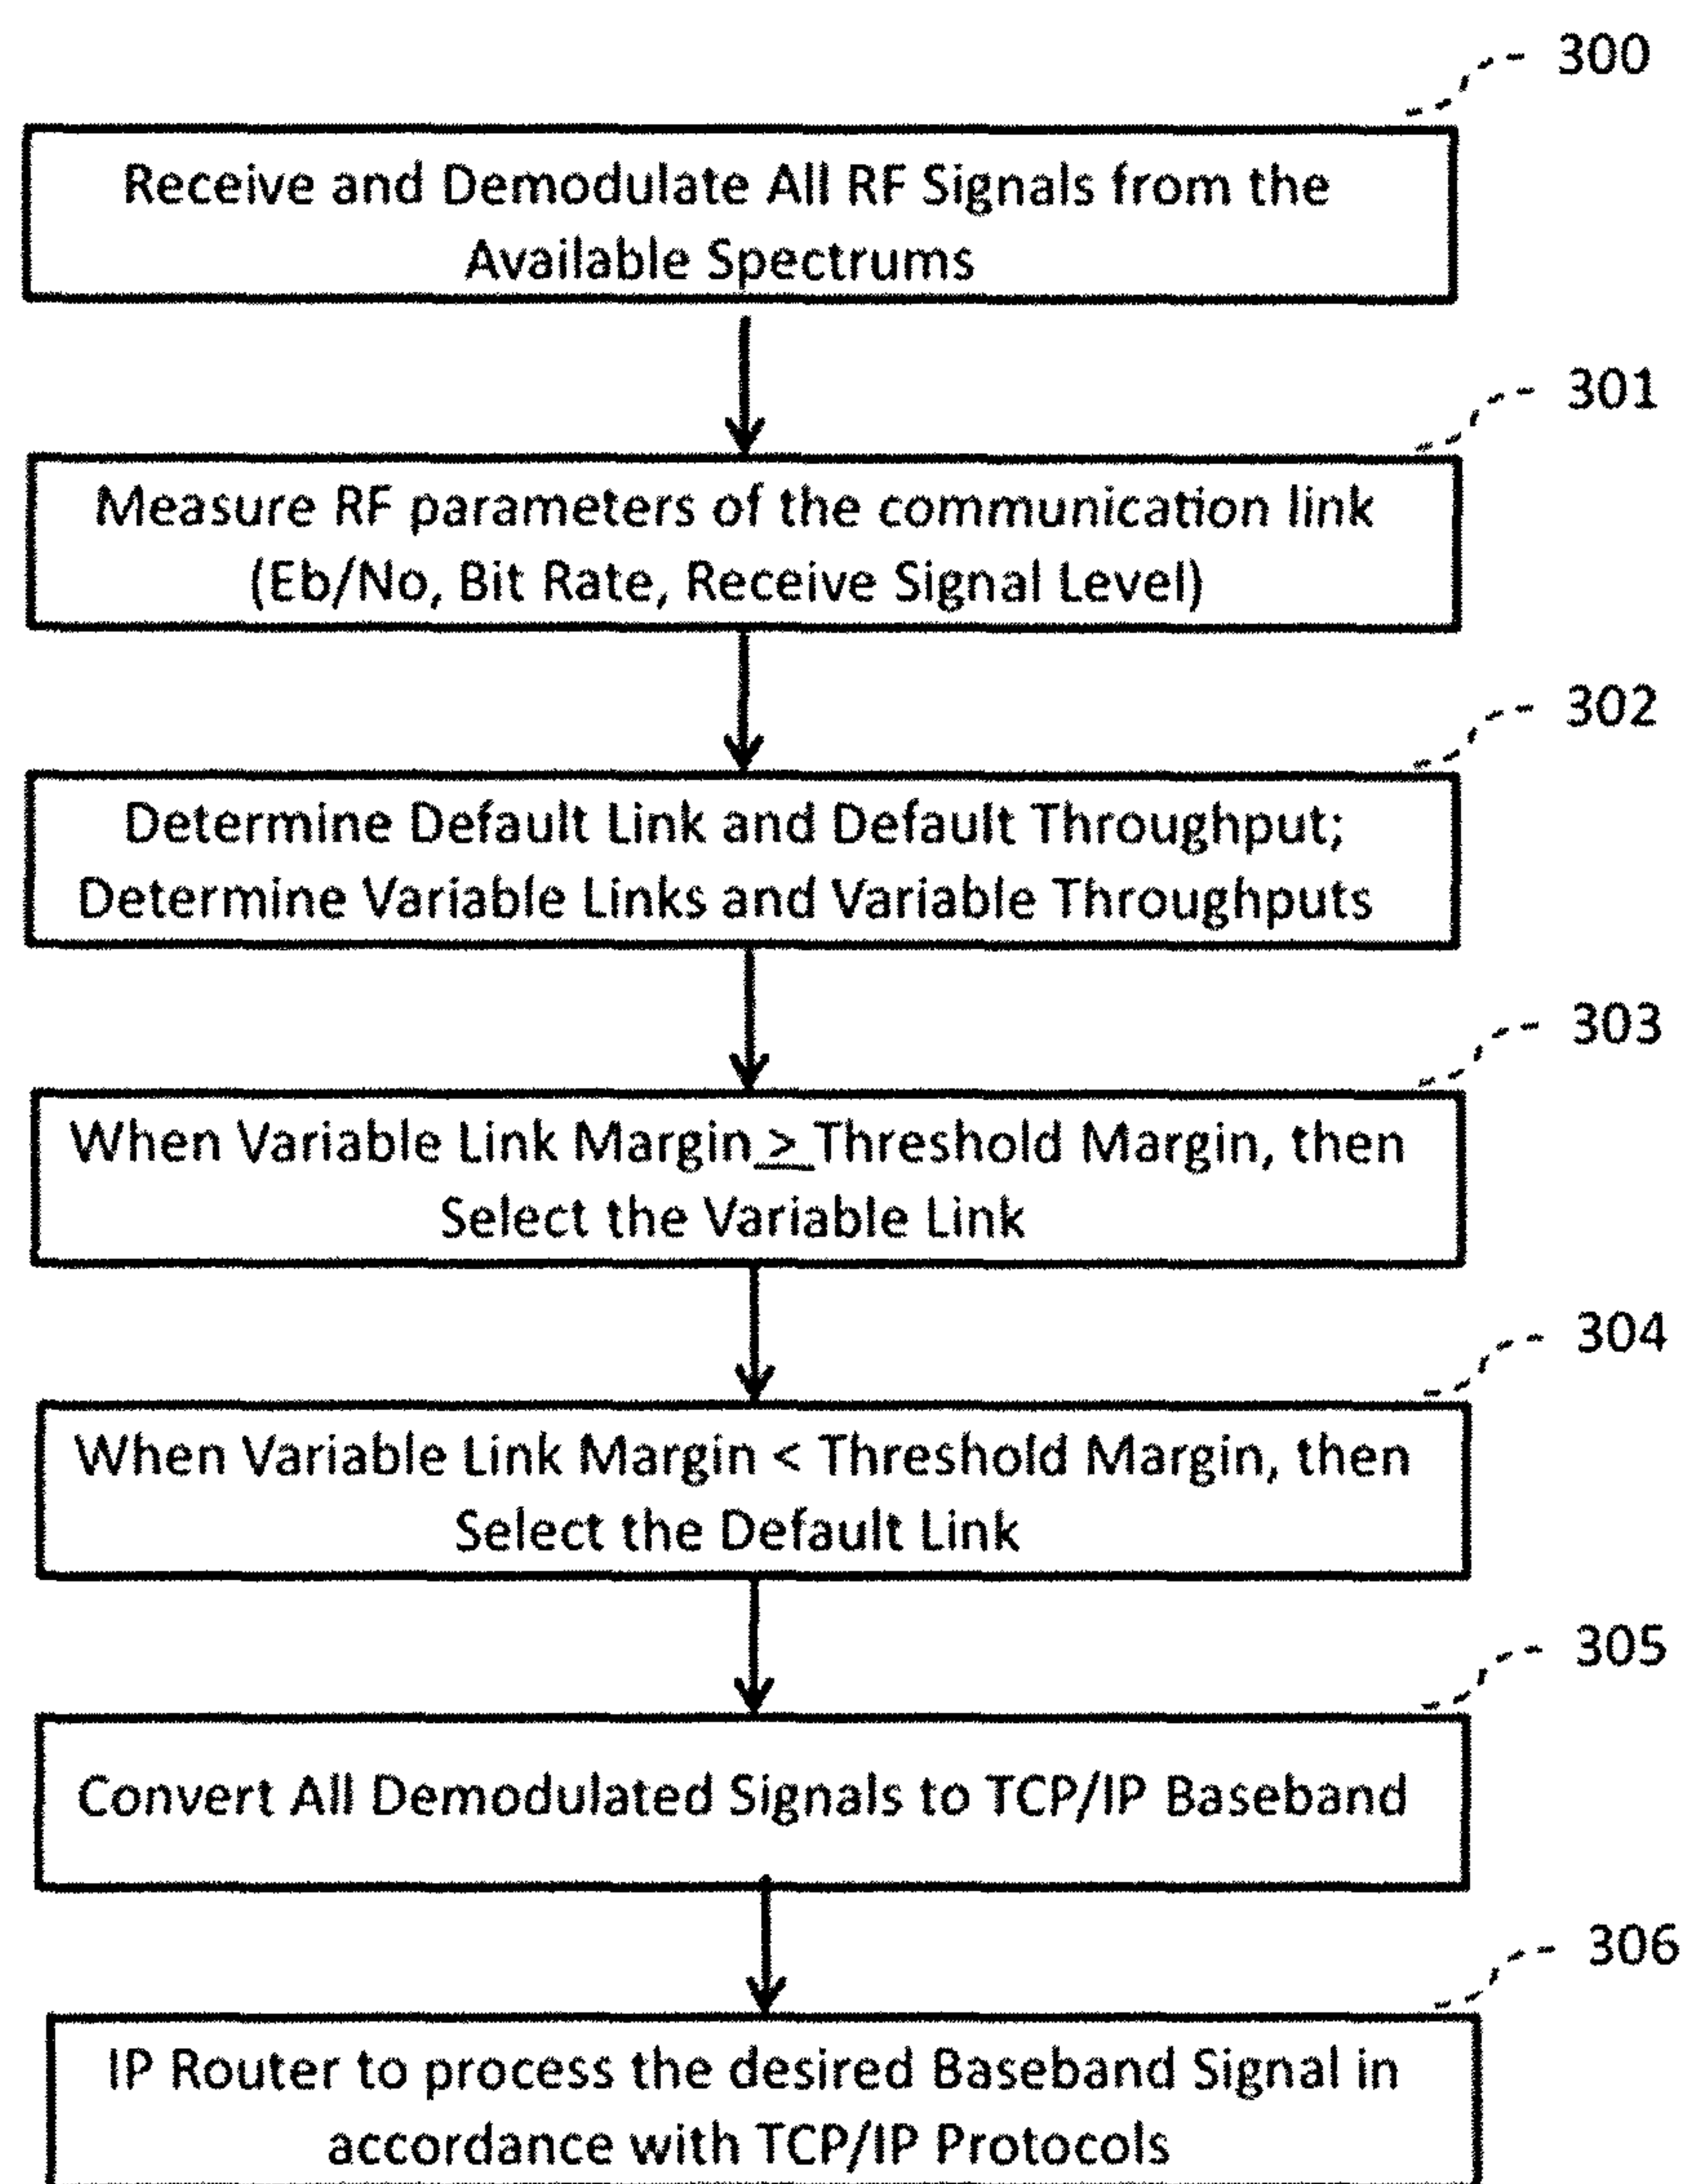 300
Receive and Demodulate All RF Signals from the
Available Spectrums
301
Measure RF parameters of the communication link
(Eb/No, Bit Rate, Receive Signal Level)
302
Determine Default Link and Default Throughput;
Determine Variable Links and Variable Throughputs
303
When Variable Link Margin ≥ Threshold Margin, then
Select the Variable Link
304
When Variable Link Margin < Threshold Margin, then
Select the Default Link
305
Convert All Demodulated Signals to TCP/IP Baseband
306
IP Router to process the desired Baseband Signal in
accordance with TCP/IP Protocols